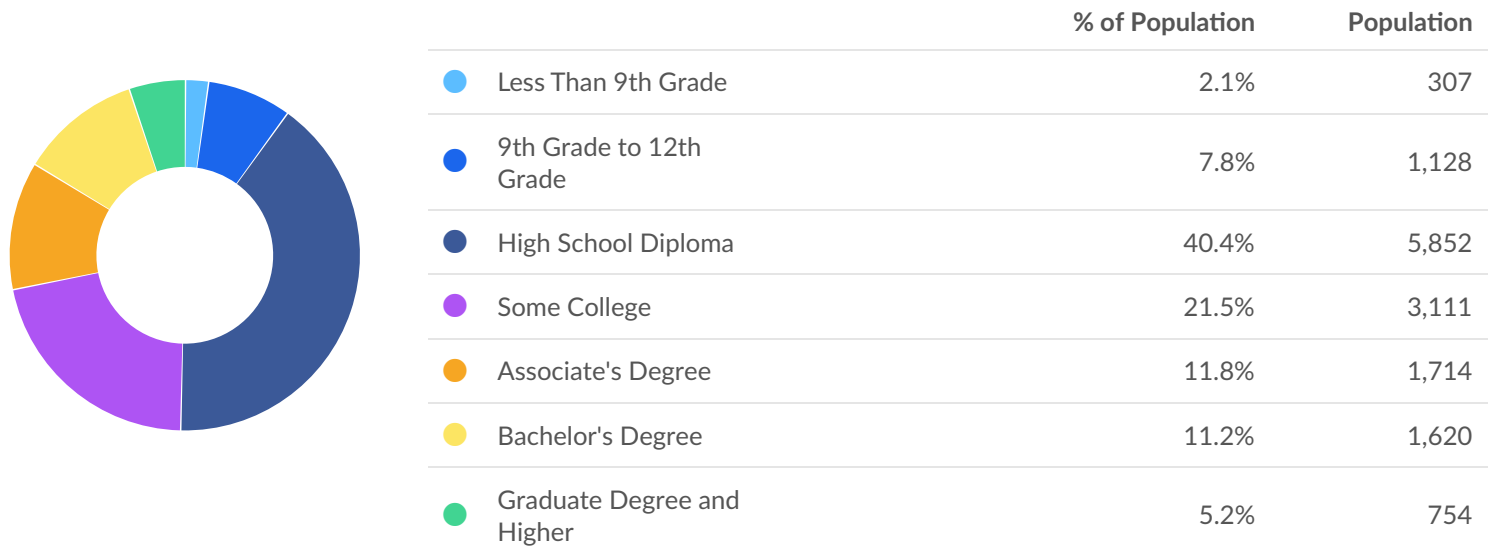 % of Population Population
Less Than 9th Grade 2.1% 307
9th Grade to 12th
Grade 7.8% 1,128
High School Diploma 40.4% 5,852
Some College 21.5% 3,111
Associate's Degree 11.8% 1,714
Bachelor's Degree 11.2% 1,620
Graduate Degree and
Higher 5.2% 754